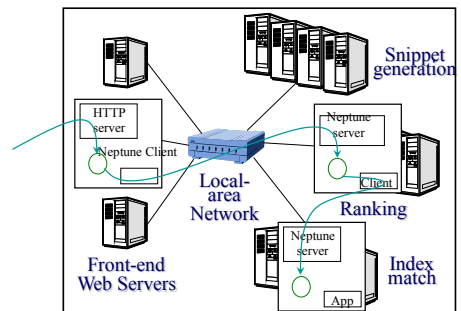 Snippet
generation
HTTP
server
Neptune Client
Neptune
server
Client
Local-
area
Network
Ranking
Front-end
Web Servers
Neptune
server
App
Index
match